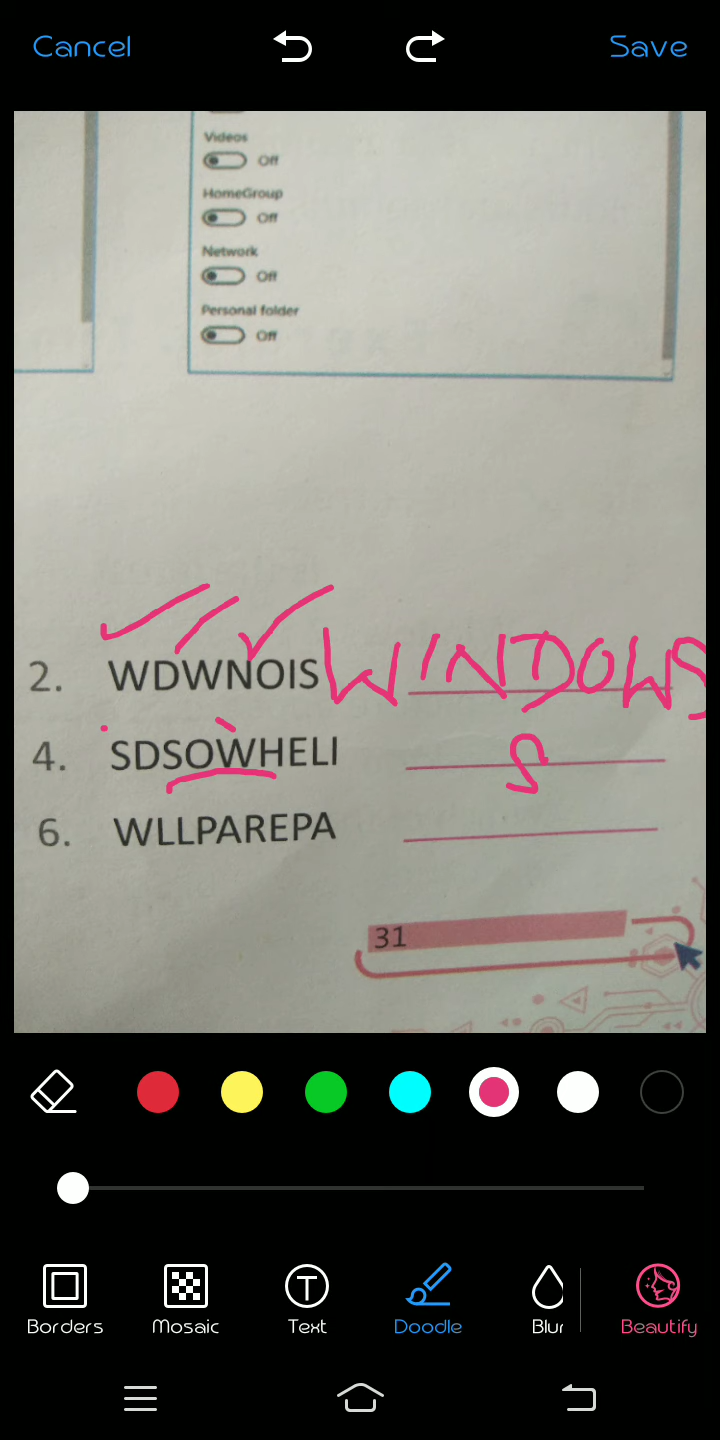 Cancel Save
Videos
Off
HomeGroup
Off
Network
Off
Personal folder
Off
2. WDWNOIS WINDOWS
4. SDSOWHELI S
6. WLLPAREPA
31
Borders Mosaic Text Doodle Blur Beautify